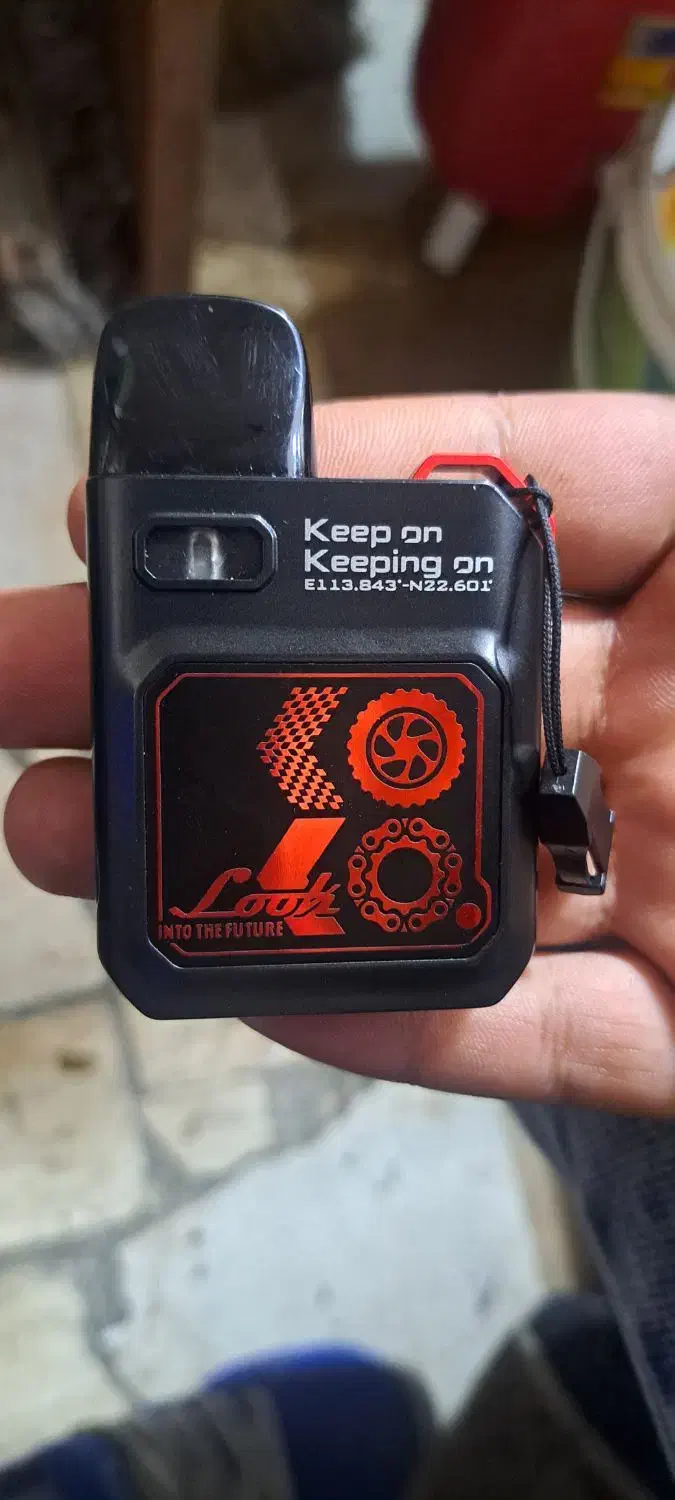 Keep on
Keeping on
E113.843°-N22.601°
Look
INTO THE FUTURE